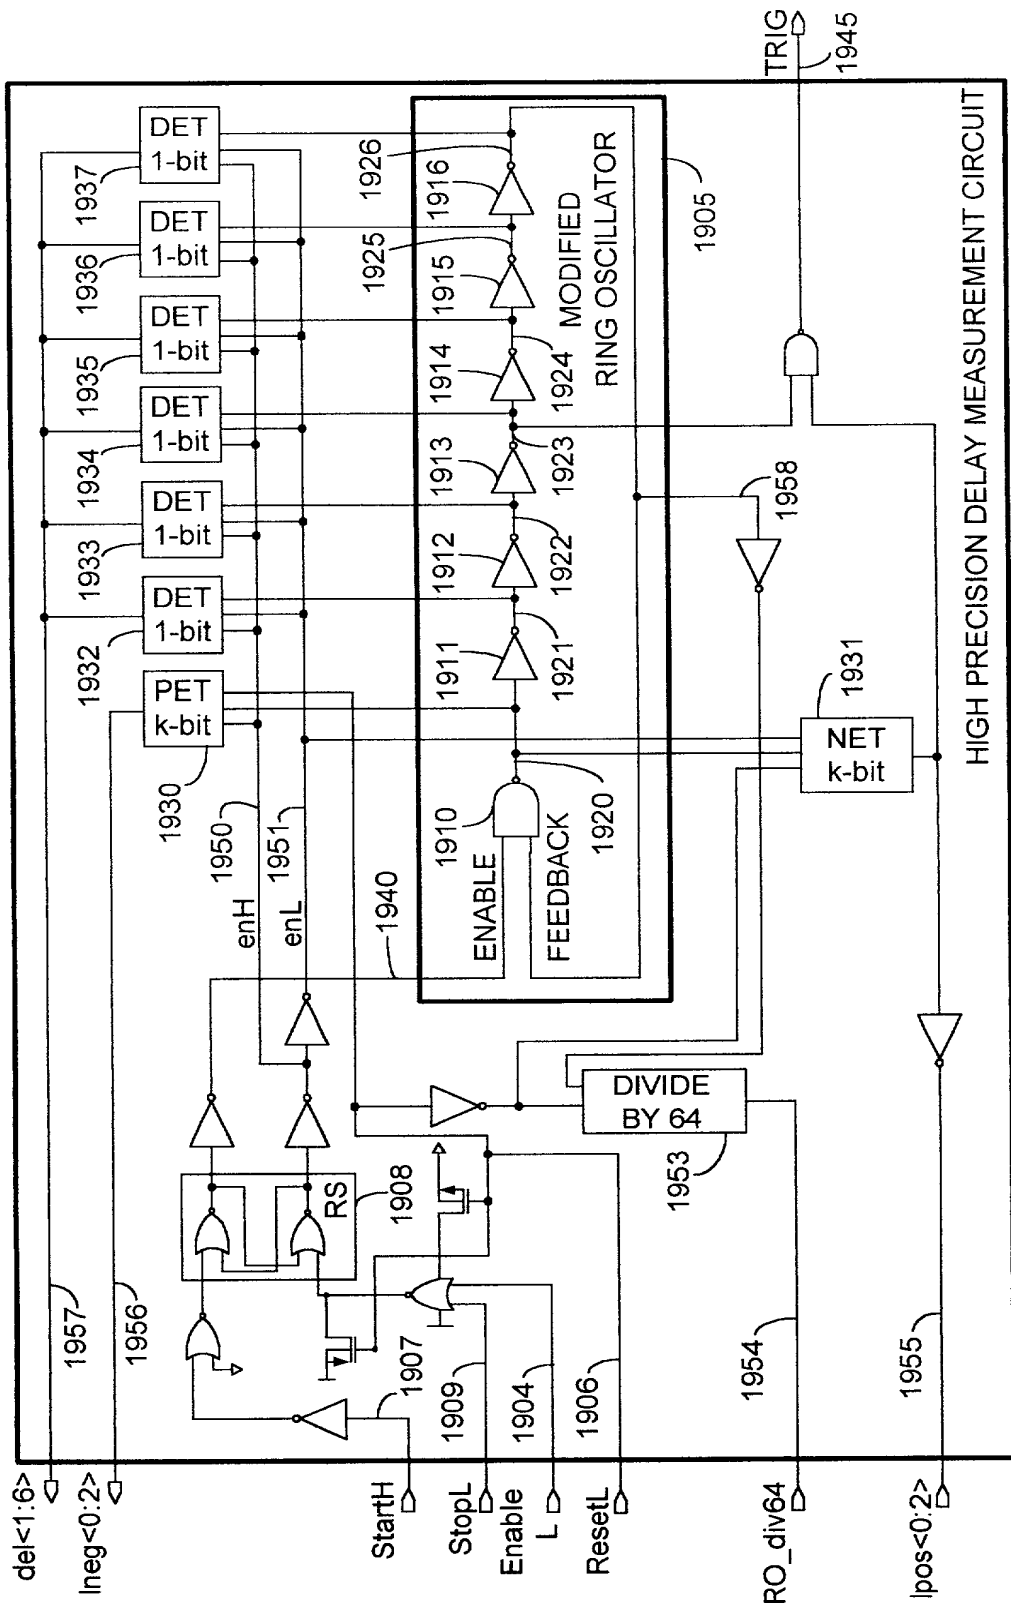 TRIG
1945
HIGH PRECISION DELAY MEASUREMENT CIRCUIT
DET
1-bit
1937
DET
1-bit
1936
DET
1-bit
1935
DET
1-bit
1934
DET
1-bit
1933
DET
1-bit
1932
PET
k-bit
1930
1950
1951
enH
enL
1940
MODIFIED
RING OSCILLATOR
1905
1926
1916
1925
1915
1924
1914
1923
1913
1922
1912
1921
1911
1920
1910
ENABLE
FEEDBACK
1958
NET
k-bit
1931
DIVIDE
BY 64
1953
RS
1908
1957
1956
1907
1909
1904
1906
1954
1955
del<1:6>
Ineg<0:2>
StartH
StopL
Enable
L
ResetL
RO_div64
Ipos<0:2>